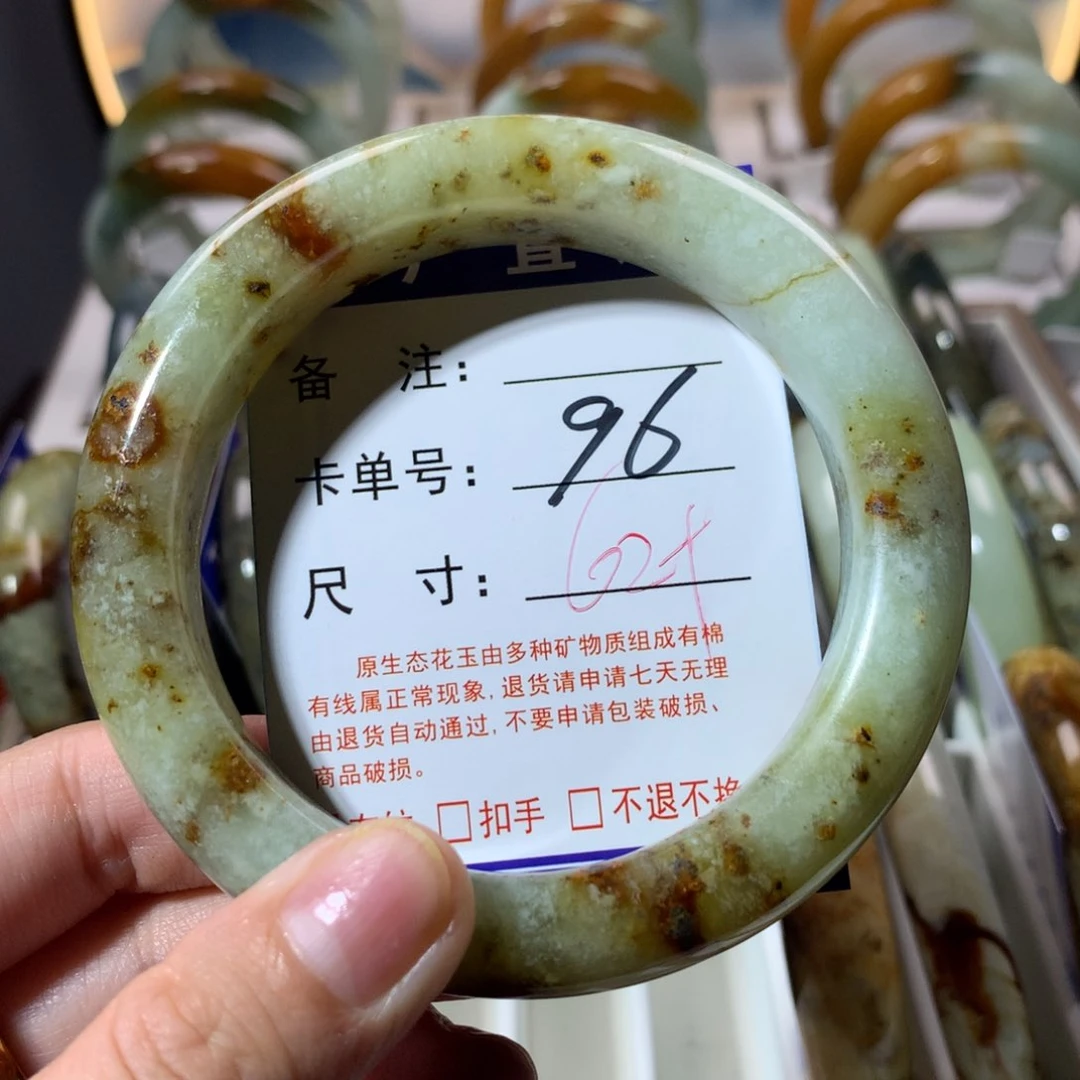 直
备 注:
卡单号: 96
尺 寸: 62+
原生态花玉由多种矿物质组成有棉
有线属正常现象,退货请申请七天无理
由退货自动通过,不要申请包装破损、
商品破损。
□扣手 □不退不换